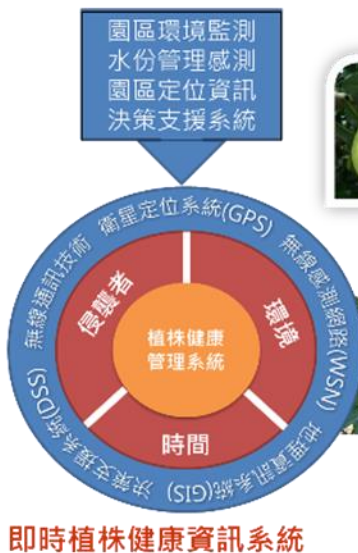 園區環境監測
水份管理感測
園區定位資訊
決策支援系統
無線通訊技術
衛星定位系統(GPS)
無線感測網路(WSN)
地理資訊系統(GIS)
決策支援系統(DSS)
侵襲者
環境
時間
植株健康
管理系統
即時植株健康資訊系統